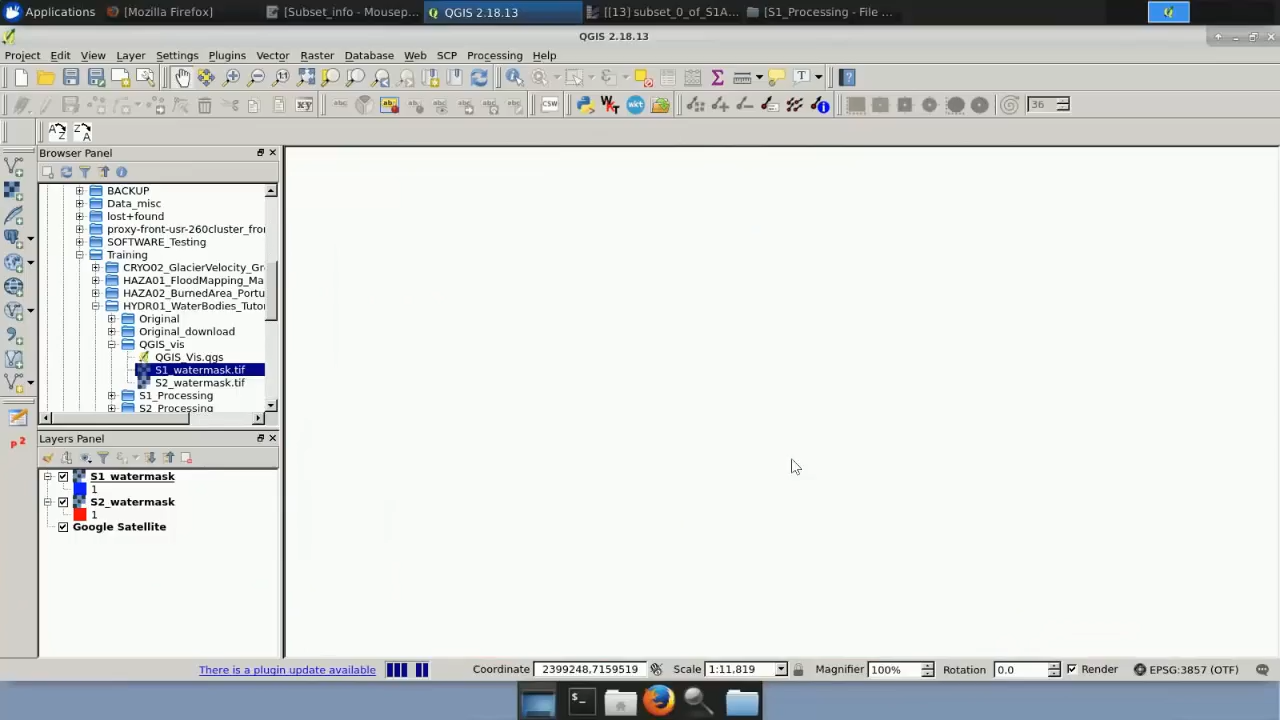 Applications [Mozilla Firefox] [Subset_info - Mousep... QGIS 2.18.13 [[13] subset_0_of_S1A... [S1_Processing - File ...
QGIS 2.18.13
Project Edit View Layer Settings Plugins Vector Raster Database Web SCP Processing Help
CSW wkt 36
Browser Panel
BACKUP
Data_misc
lost+found
proxy-front-usr-260cluster_fro
SOFTWARE_Testing
Training
CRYO02_GlacierVelocity_Gr
HAZA01_FloodMapping_Ma
HAZA02_BurnedArea_Portu
HYDR01_WaterBodies_Tuto
Original
Original_download
QGIS_vis
QGIS_Vis.qgs
S1_watermask.tif
S2_watermask.tif
S1_Processing
S2_Processing
Layers Panel
S1_watermask
1
S2_watermask
1
Google Satellite
There is a plugin update available Coordinate 2399248.7159519 Scale 1:11.819 Magnifier 100% Rotation 0.0 Render EPSG:3857 (OTF)